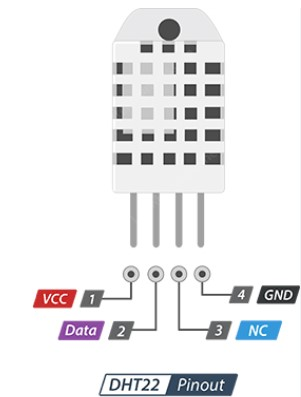 VCC 1 4 GND
Data 2 3 NC
DHT22 Pinout